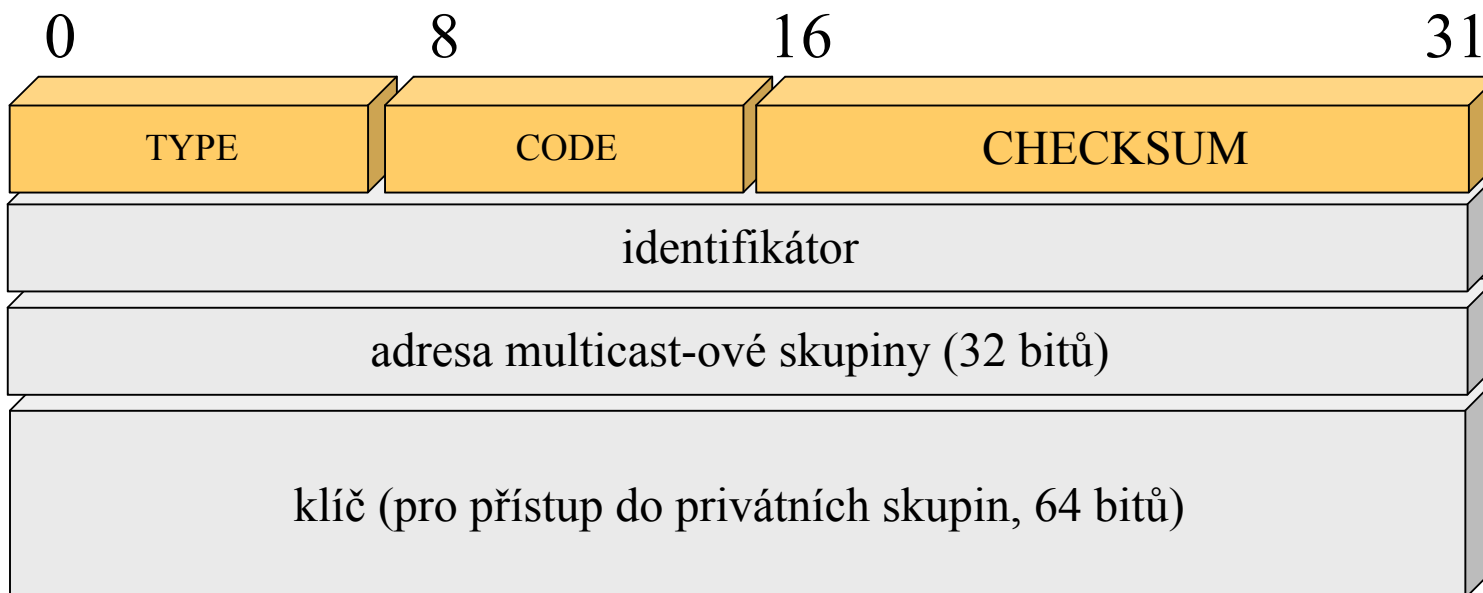 0 8 16 31
TYPE CODE CHECKSUM
identifikátor
adresa multicast-ové skupiny (32 bitů)
klíč (pro přístup do privátních skupin, 64 bitů)